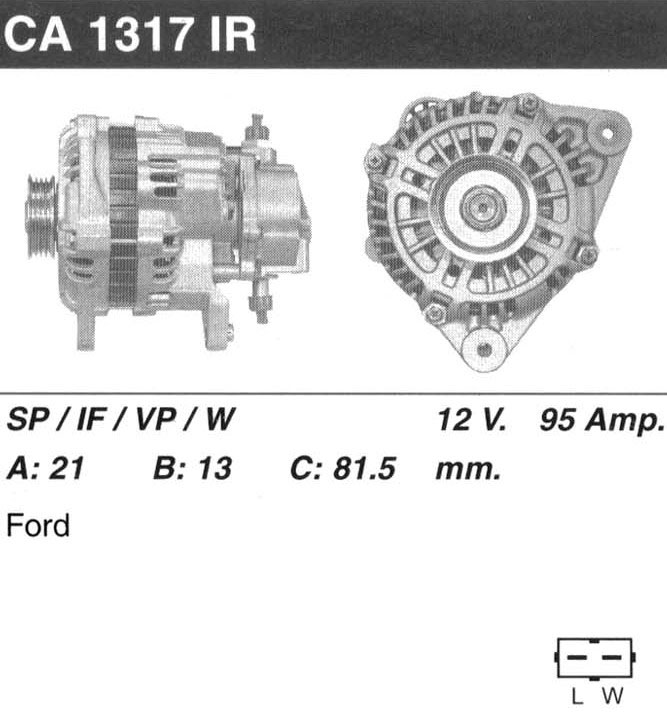 CA 1317 IR
SP / IF / VP / W 12 V. 95 Amp.
A: 21 B: 13 C: 81.5 mm.
Ford
L W